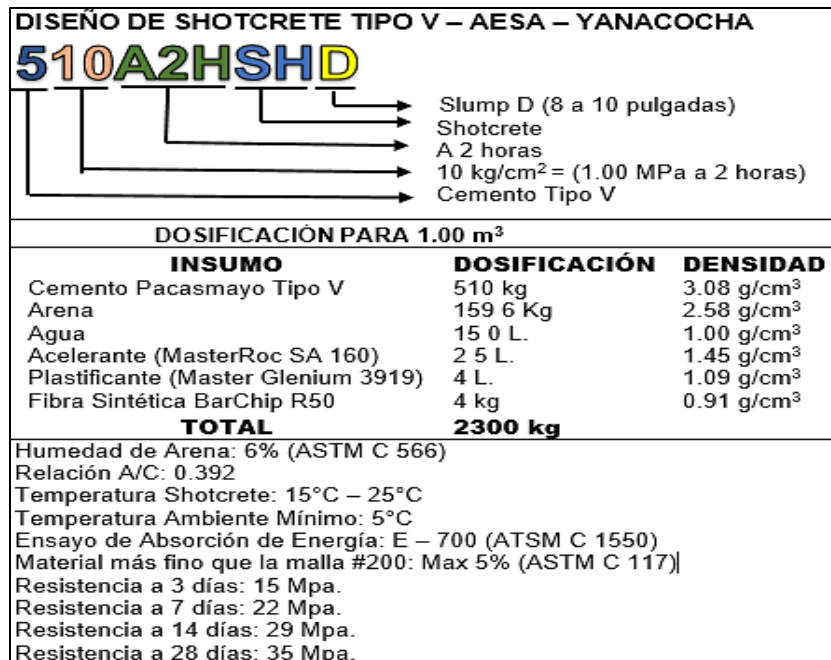 DISEÑO DE SHOTCRETE TIPO V – AESA – YANACOCHA
510A2HSHD
Slump D (8 a 10 pulgadas)
Shotcrete
A 2 horas
10 kg/cm² = (1.00 MPa a 2 horas)
Cemento Tipo V
DOSIFICACIÓN PARA 1.00 m³
INSUMO DOSIFICACIÓN DENSIDAD
Cemento Pacasmayo Tipo V 510 kg 3.08 g/cm³
Arena 159 6 Kg 2.58 g/cm³
Agua 15 0 L. 1.00 g/cm³
Acelerante (MasterRoc SA 160) 2 5 L. 1.45 g/cm³
Plastificante (Master Glenium 3919) 4 L. 1.09 g/cm³
Fibra Sintética BarChip R50 4 kg 0.91 g/cm³
TOTAL 2300 kg
Humedad de Arena: 6% (ASTM C 566)
Relación A/C: 0.392
Temperatura Shotcrete: 15°C – 25°C
Temperatura Ambiente Mínimo: 5°C
Ensayo de Absorción de Energía: E – 700 (ATSM C 1550)
Material más fino que la malla #200: Max 5% (ASTM C 117)
Resistencia a 3 días: 15 Mpa.
Resistencia a 7 días: 22 Mpa.
Resistencia a 14 días: 29 Mpa.
Resistencia a 28 días: 35 Mpa.